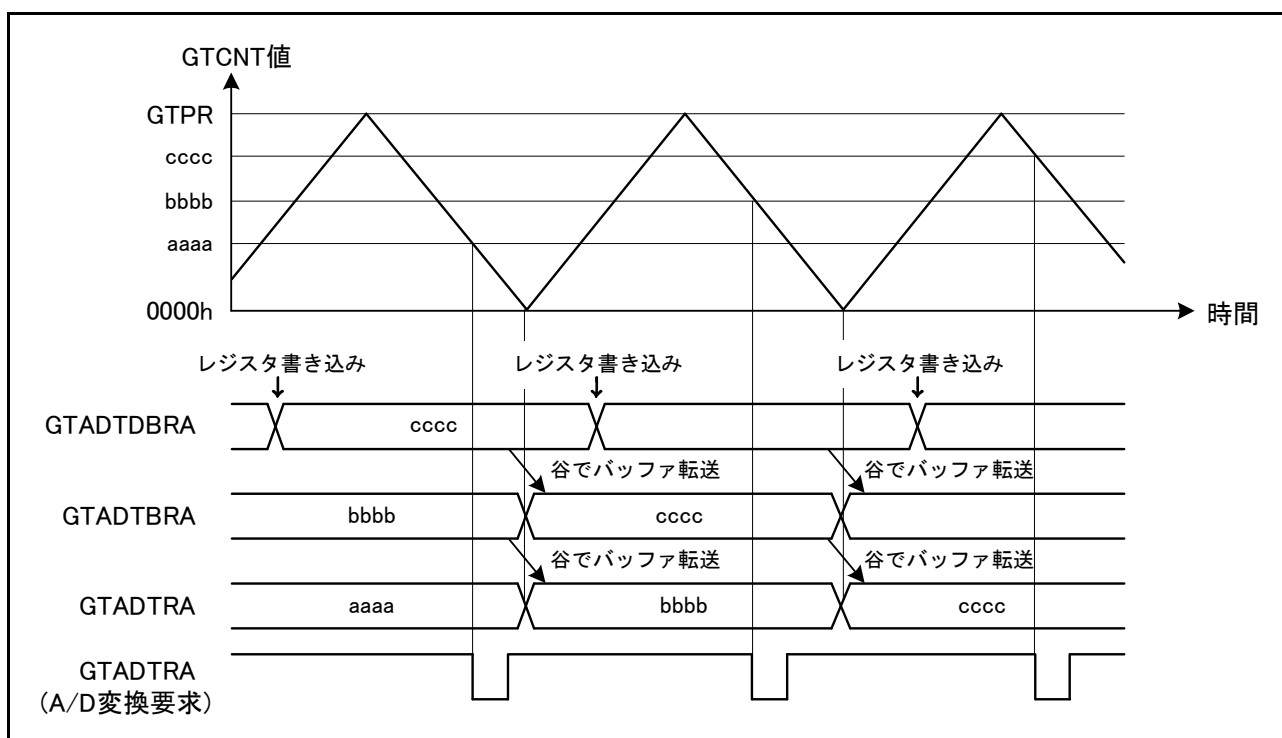 GTCNT値
GTPR
cccc
bbbb
aaaa
0000h
時間
レジスタ書き込み
レジスタ書き込み
レジスタ書き込み
GTADTDBRA
cccc
谷でバッファ転送
谷でバッファ転送
GTADTBRA
bbbb
cccc
谷でバッファ転送
谷でバッファ転送
GTADTRA
aaaa
bbbb
cccc
GTADTRA
(A/D変換要求)